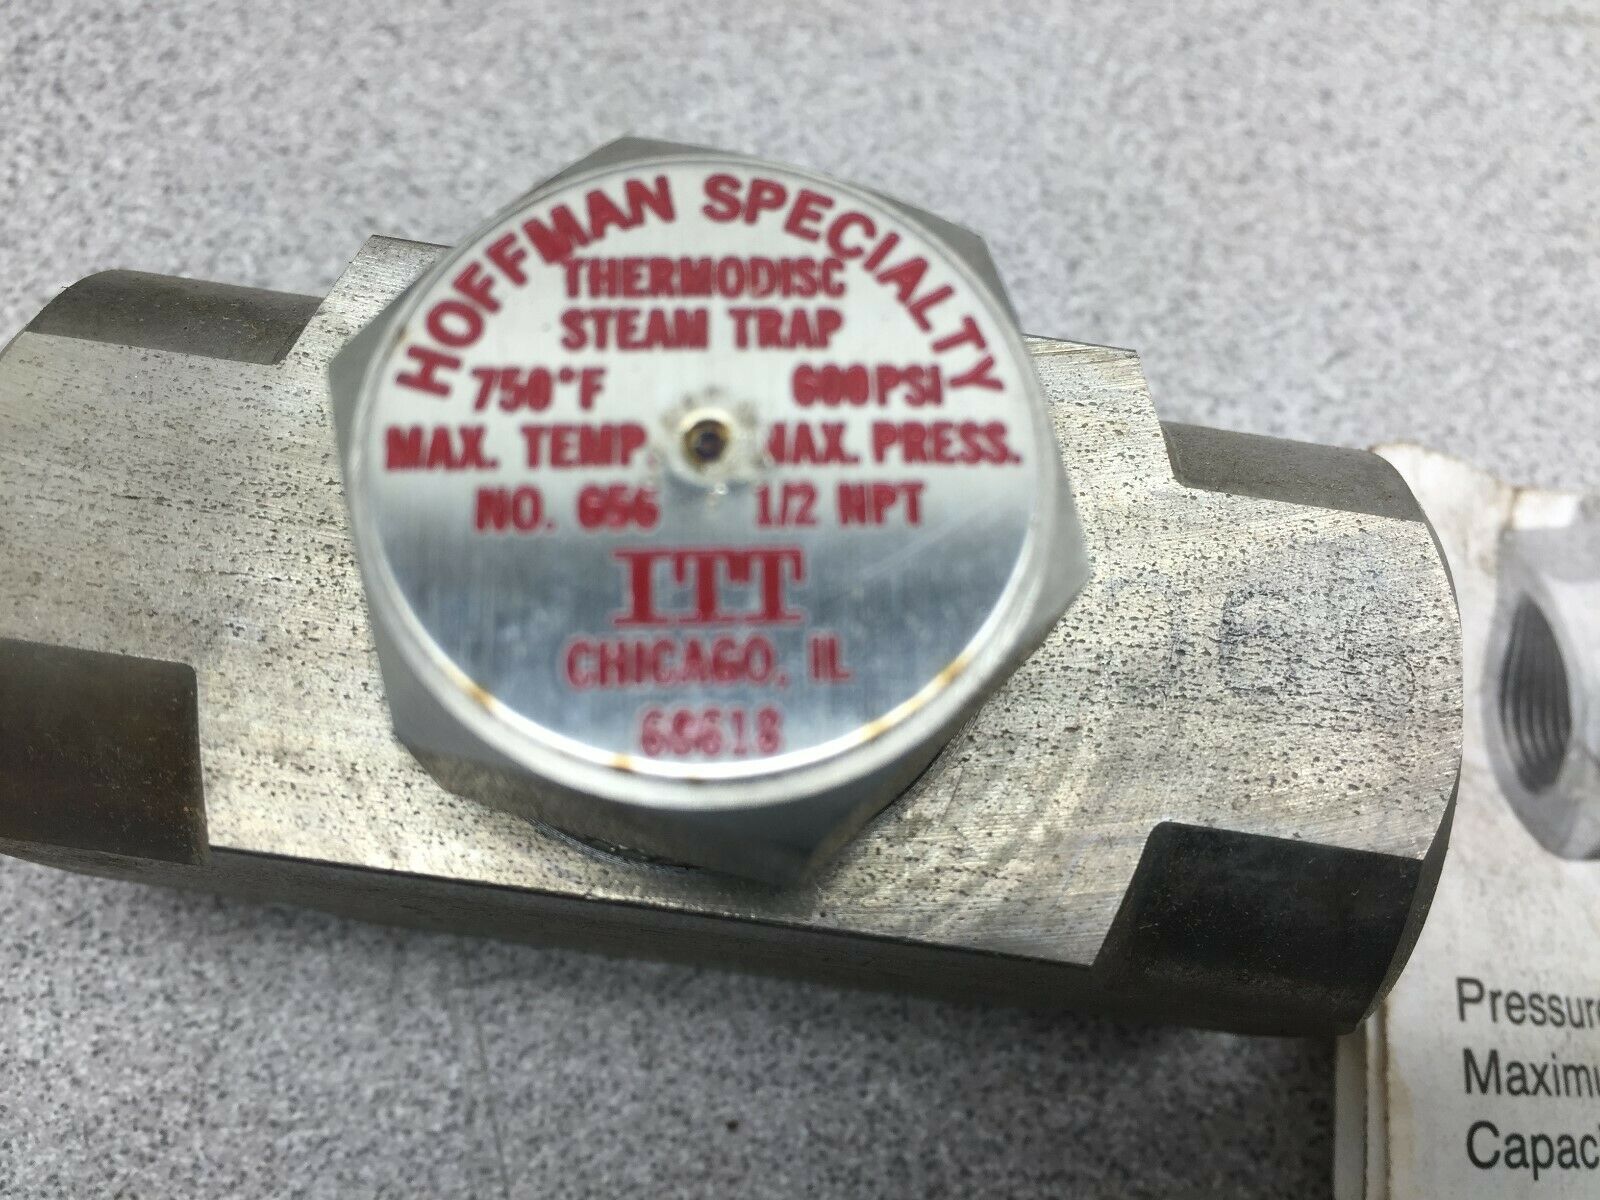 HOFFMAN SPECIALTY
THERMODISC
STEAM TRAP
750°F 600PSI
MAX. TEMP. MAX. PRESS.
NO. 656 1/2 NPT
ITT
CHICAGO, IL
60618
Pressure
Maximu
Capac